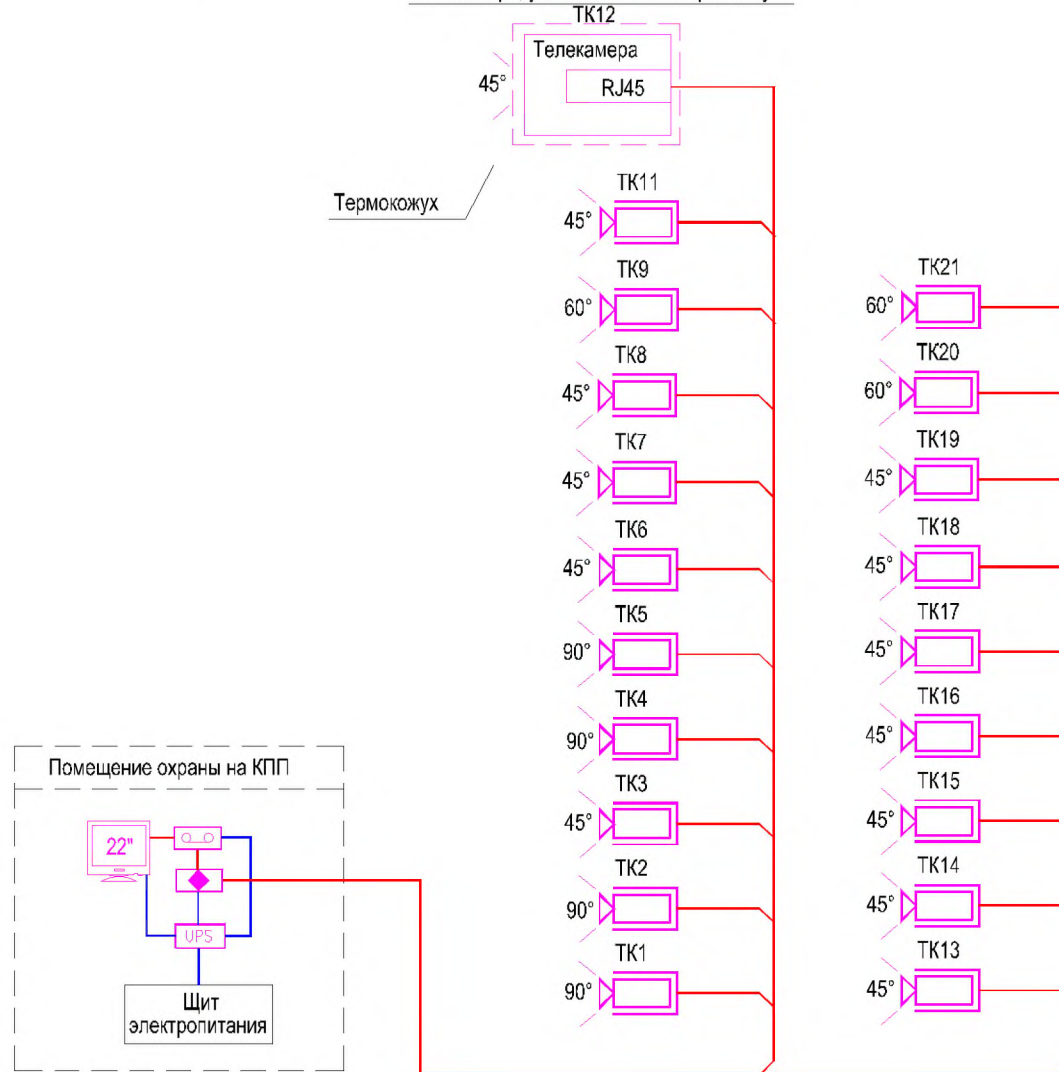 ТК12
Телекамера
45°
RJ45
Термокожух
ТК11
45°
ТК9
60°
ТК8
45°
ТК7
45°
ТК6
45°
ТК5
90°
ТК4
90°
ТК3
45°
ТК2
90°
ТК1
90°
ТК21
60°
ТК20
60°
ТК19
45°
ТК18
45°
ТК17
45°
ТК16
45°
ТК15
45°
ТК14
45°
ТК13
45°
Помещение охраны на КПП
22"
UPS
Щит
электропитания